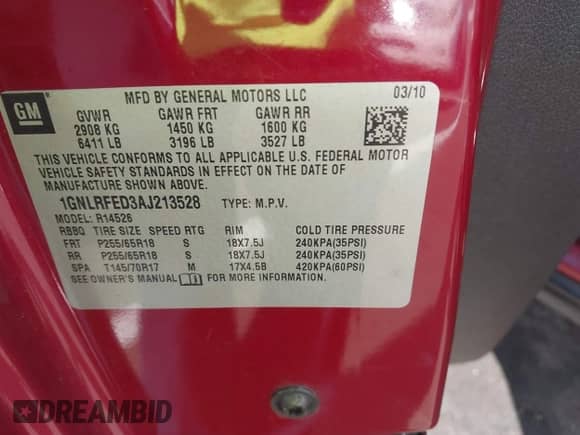 GM
MFD BY GENERAL MOTORS LLC 03/10
GVWR GAWR FRT GAWR RR
2908 KG 1450 KG 1600 KG
6411 LB 3196 LB 3527 LB
THIS VEHICLE CONFORMS TO ALL APPLICABLE U.S. FEDERAL MOTOR
VEHICLE SAFETY STANDARDS IN EFFECT ON THE DATE OF
MANUFACTURE SHOWN ABOVE.
1GNLRFED3AJ213528 TYPE: M.P.V.
MODEL: R14526
RBBQ TIRE SIZE SPEED RTG RIM COLD TIRE PRESSURE
FRT P255/65R18 S 18X7.5J 240KPA(35PSI)
RR P255/65R18 S 18X7.5J 240KPA(35PSI)
SPA T145/70R17 M 17X4.5B 420KPA(60PSI)
SEE OWNER'S MANUAL FOR MORE INFORMATION.
DREAMBID